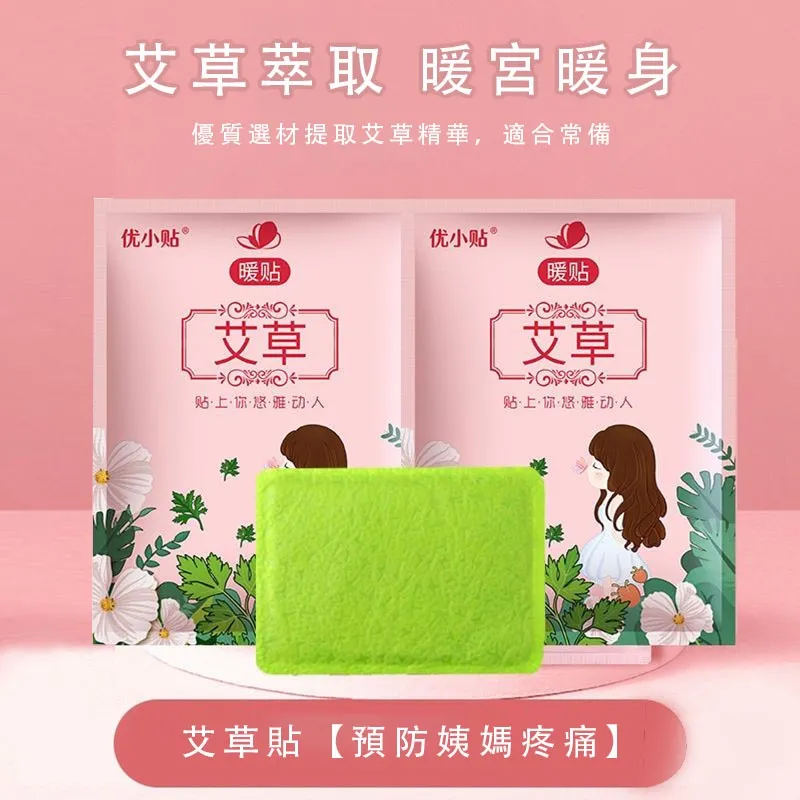 艾草萃取 暖宮暖身
優質選材提取艾草精華，適合常備
优小贴®
暖贴
艾草
贴·上·你·悠·雅·动·人
优小贴®
暖贴
艾草
贴·上·你·悠·雅·动·人
艾草貼【預防姨媽疼痛】